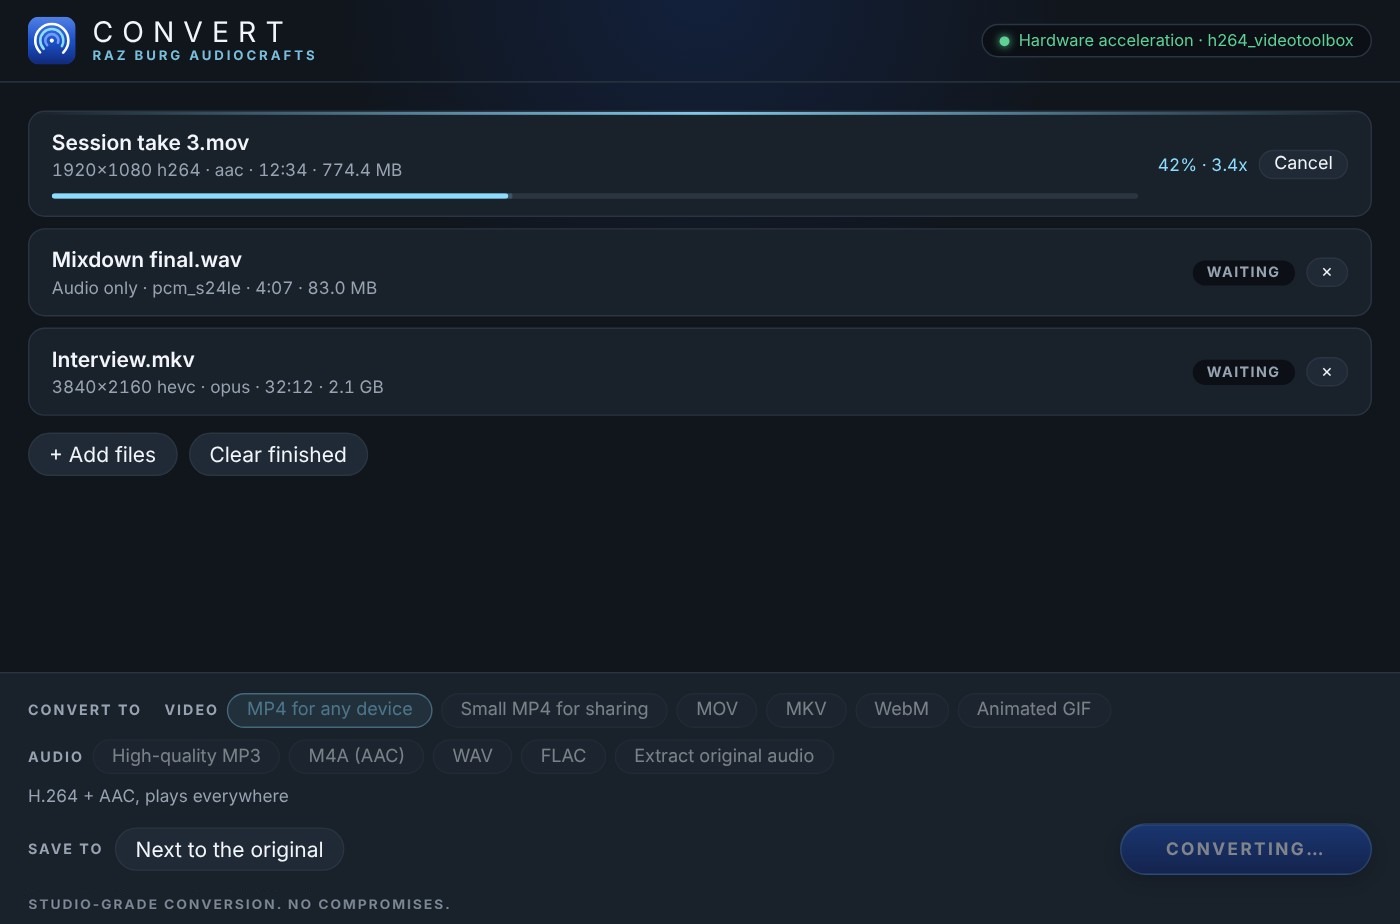 CONVERT
RAZ BURG AUDIOCRAFTS
Hardware acceleration · h264_videotoolbox
Session take 3.mov
1920×1080 h264 · aac · 12:34 · 774.4 MB
42% · 3.4x
Cancel
Mixdown final.wav
Audio only · pcm_s24le · 4:07 · 83.0 MB
WAITING
×
Interview.mkv
3840×2160 hevc · opus · 32:12 · 2.1 GB
WAITING
×
+ Add files
Clear finished
CONVERT TO VIDEO MP4 for any device Small MP4 for sharing MOV MKV WebM Animated GIF
AUDIO High-quality MP3 M4A (AAC) WAV FLAC Extract original audio
H.264 + AAC, plays everywhere
SAVE TO Next to the original
CONVERTING…
STUDIO-GRADE CONVERSION. NO COMPROMISES.